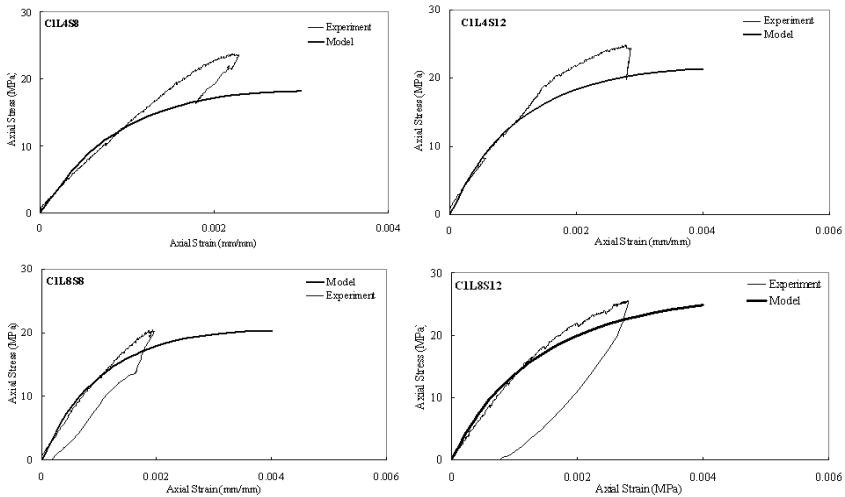 C1L4S8
Experiment
Model
30
20
10
0
Axial Stress (MPa)
0
0.002
0.004
Axial Strain (mm/mm)
C1L4S12
Experiment
Model
30
20
10
0
Axial Stress (MPa)
0
0.002
0.004
0.006
Axial Strain (mm/mm)
C1L8S8
Model
Experiment
30
20
10
0
Axial Stress (MPa)
0
0.002
0.004
0.006
Axial Strain (mm/mm)
C1L8S12
Experiment
Model
30
20
10
0
Axial Stress (MPa)
0
0.002
0.004
0.006
Axial Strain (MPa)